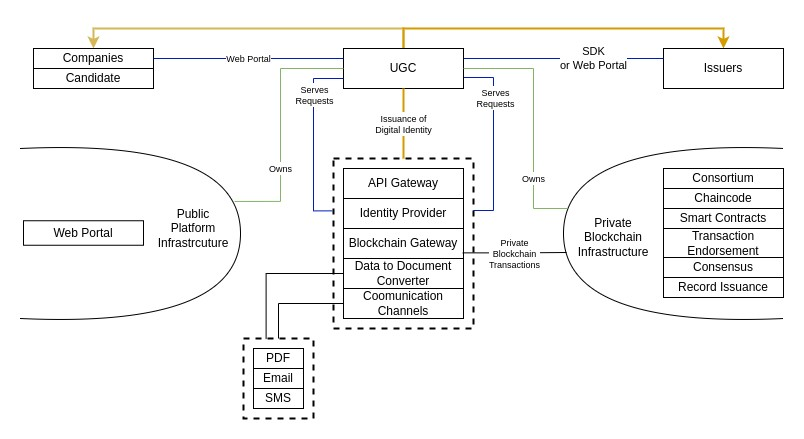 Companies
Candidate
Web Portal
UGC
SDK
or Web Portal
Issuers
Serves
Requests
Serves
Requests
Issuance of
Digital Identity
Owns
Owns
Web Portal
Public
Platform
Infrastrcuture
API Gateway
Identity Provider
Blockchain Gateway
Data to Document
Converter
Coomunication
Channels
Private
Blockchain
Transactions
Private
Blockchain
Infrastructure
Consortium
Chaincode
Smart Contracts
Transaction
Endorsement
Consensus
Record Issuance
PDF
Email
SMS